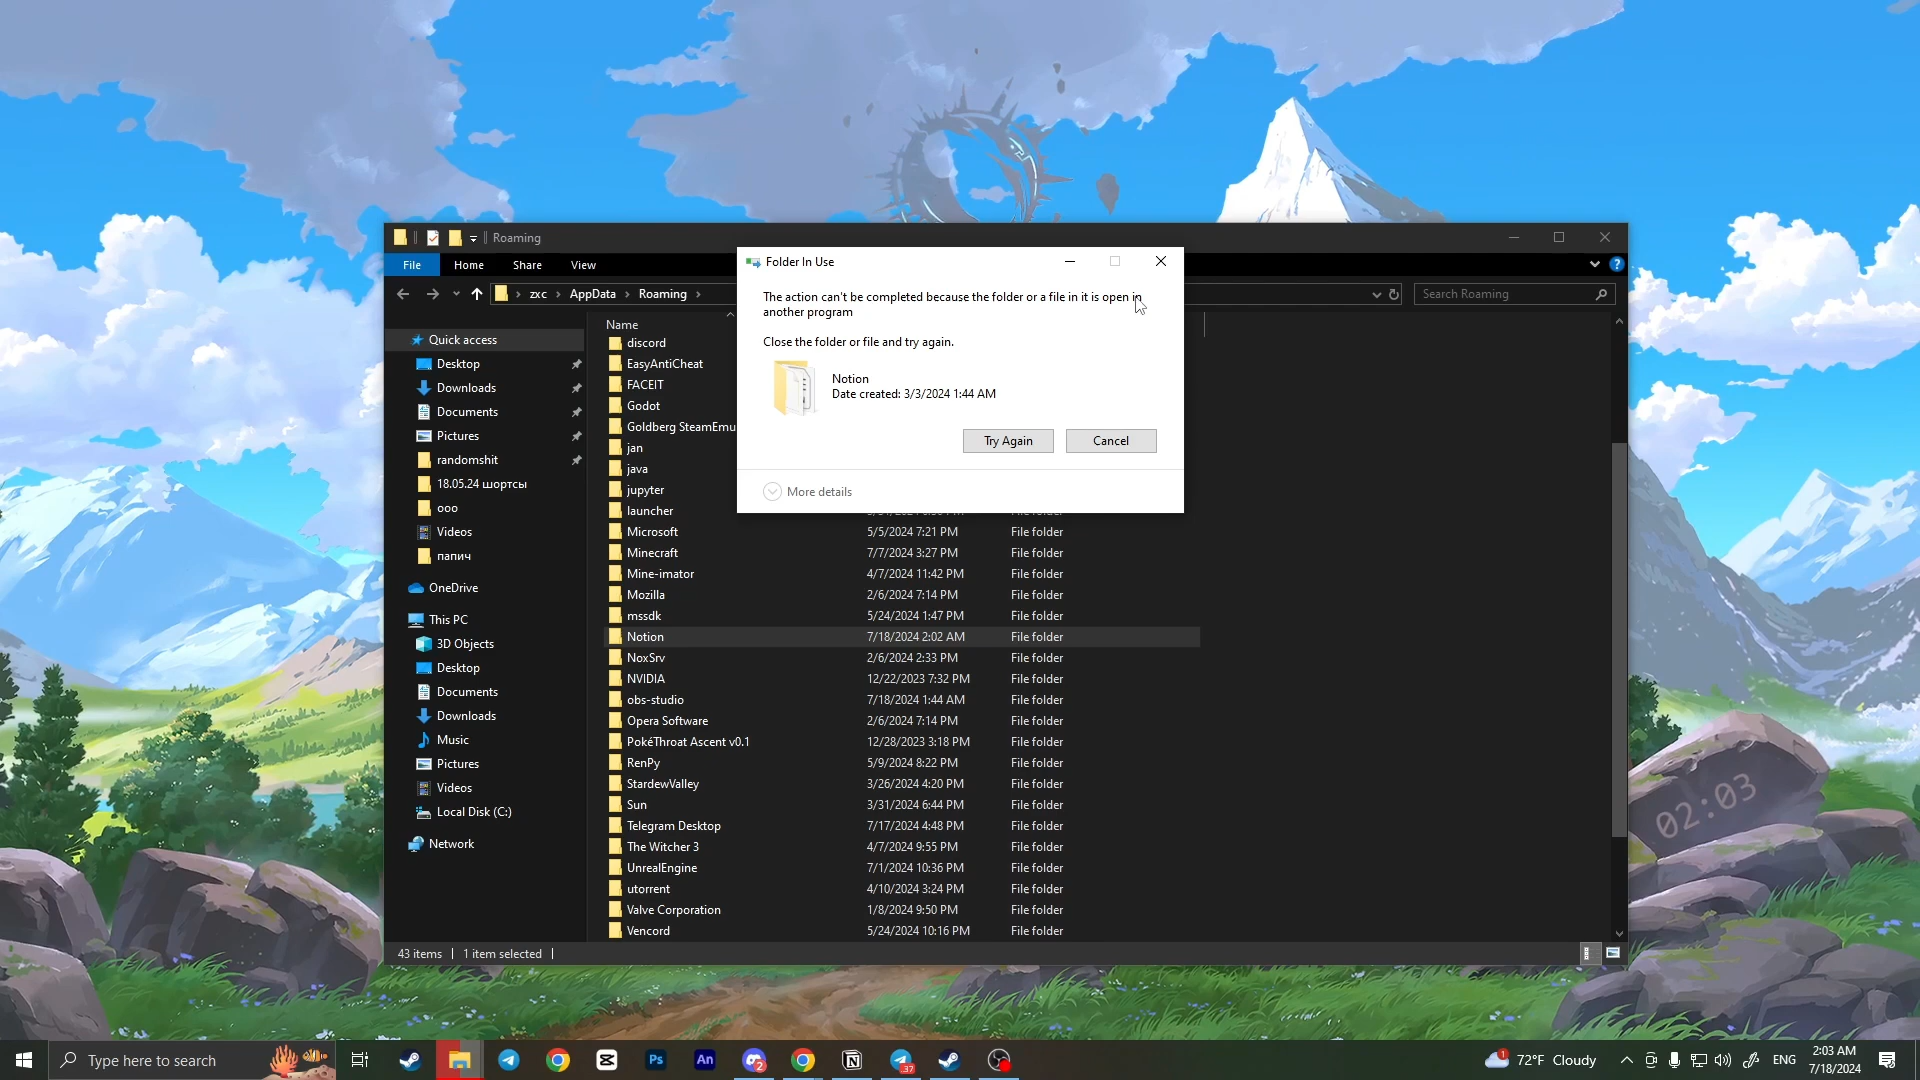 Roaming
File
Home
Share
View
zxc
AppData
Roaming
Search Roaming
Quick access
Desktop
Downloads
Documents
Pictures
randomshit
18.05.24 шортсы
ооо
Videos
папич
OneDrive
This PC
3D Objects
Desktop
Documents
Downloads
Music
Pictures
Videos
Local Disk (C:)
Network
Name
discord
EasyAntiCheat
FACEIT
Godot
Goldberg SteamEmu
jan
java
jupyter
launcher
Microsoft 5/5/2024 7:21 PM File folder
Minecraft 7/7/2024 3:27 PM File folder
Mine-imator 4/7/2024 11:42 PM File folder
Mozilla 2/6/2024 7:14 PM File folder
mssdk 5/24/2024 1:47 PM File folder
Notion 7/18/2024 2:02 AM File folder
NoxSrv 2/6/2024 2:33 PM File folder
NVIDIA 12/22/2023 7:32 PM File folder
obs-studio 7/18/2024 1:44 AM File folder
Opera Software 2/6/2024 7:14 PM File folder
PokéThroat Ascent v0.1 12/28/2023 3:18 PM File folder
RenPy 5/9/2024 8:22 PM File folder
StardewValley 3/26/2024 4:20 PM File folder
Sun 3/31/2024 6:44 PM File folder
Telegram Desktop 7/17/2024 4:48 PM File folder
The Witcher 3 4/7/2024 9:55 PM File folder
UnrealEngine 7/1/2024 10:36 PM File folder
utorrent 4/10/2024 3:24 PM File folder
Valve Corporation 1/8/2024 9:50 PM File folder
Vencord 5/24/2024 10:16 PM File folder
43 items
1 item selected
Folder In Use
The action can't be completed because the folder or a file in it is open in
another program
Close the folder or file and try again.
Notion
Date created: 3/3/2024 1:44 AM
Try Again
Cancel
More details
02:03
Type here to search
Ps
An
2
37
1
72°F Cloudy
ENG
2:03 AM
7/18/2024